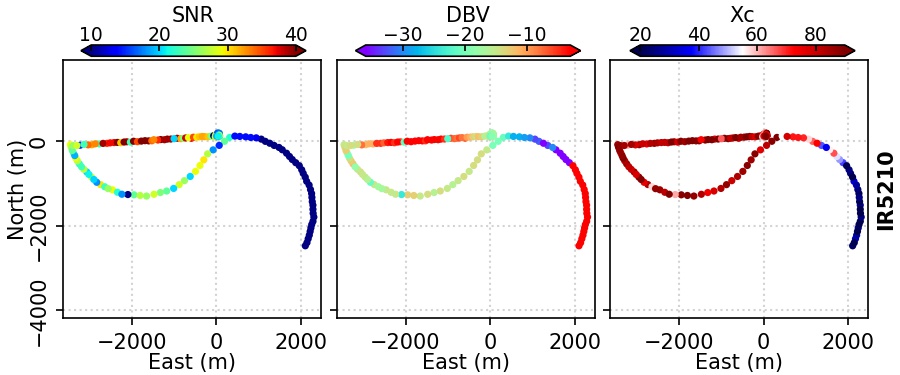 SNR DBV Xc
10 20 30 40 −30 −20 −10 20 40 60 80
North (m)
0
−2000
−4000
−2000 0 2000 −2000 0 2000 −2000 0 2000
East (m) East (m) East (m)
IR5210